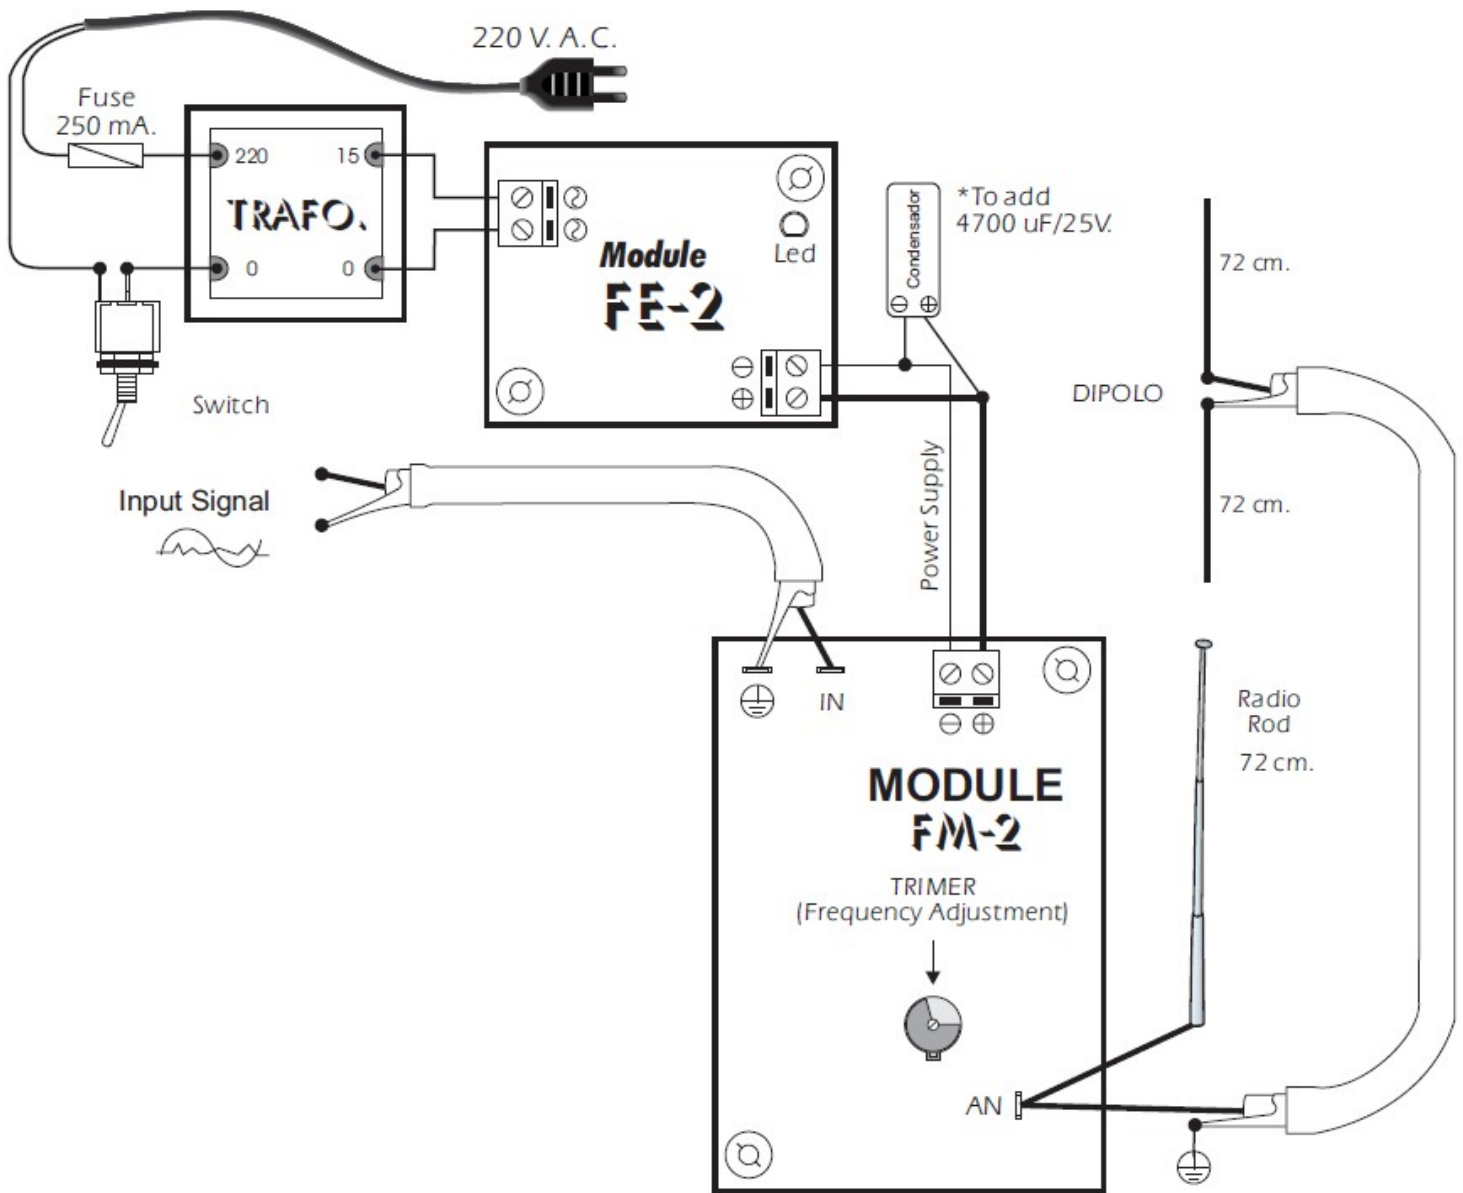 220 V. A.C.
Fuse
250 mA.
220
15
TRAFO.
0
0
Switch
Module
FE-2
Led
Condensador
*To add
4700 uF/25V.
72 cm.
DIPOLO
72 cm.
Input Signal
Power Supply
IN
MODULE
FM-2
TRIMER
(Frequency Adjustment)
AN
Radio
Rod
72 cm.